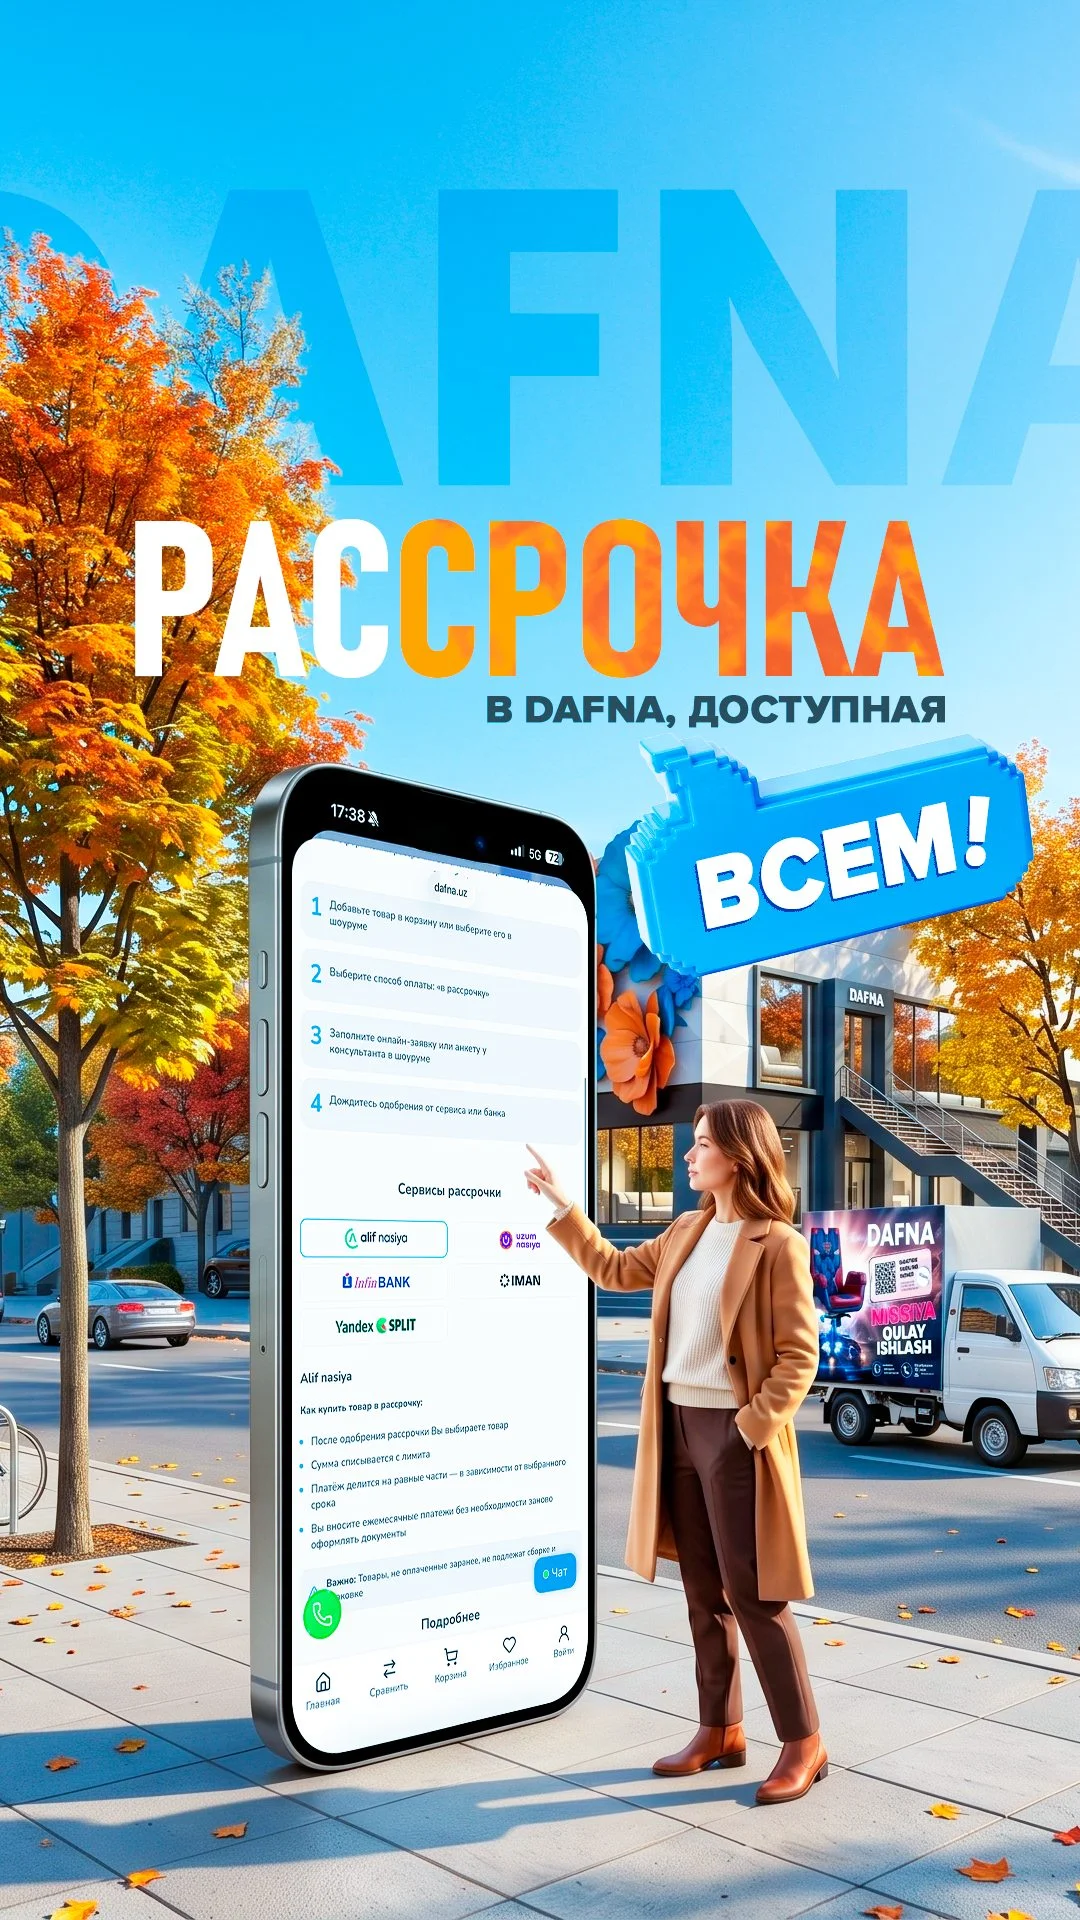 DAFNA
РАССРОЧКА
В DAFNA, ДОСТУПНАЯ
ВСЕМ!
17:38
5G 72
dafna.uz
1 Добавьте товар в корзину или выберите его в
шоуруме
2 Выберите способ оплаты: «в рассрочку»
3 Заполните онлайн-заявку или анкету у
консультанта в шоуруме
4 Дождитесь одобрения от сервиса или банка
Сервисы рассрочки
alif nasiya
uzum
nasiya
InfinBANK
IMAN
Yandex SPLIT
Alif nasiya
Как купить товар в рассрочку:
• После одобрения рассрочки Вы выбираете товар
• Сумма списывается с лимита
• Платёж делится на равные части — в зависимости от выбранного
срока
• Вы вносите ежемесячные платежи без необходимости заново
оформлять документы
Важно: Товары, не оплаченные заранее, не подлежат сборке и
Чат
Подробнее
Главная
Сравнить
Корзина
Избранное
Войти
DAFNA
DAFNA
NISSIVA
QULAY
ISHLASH